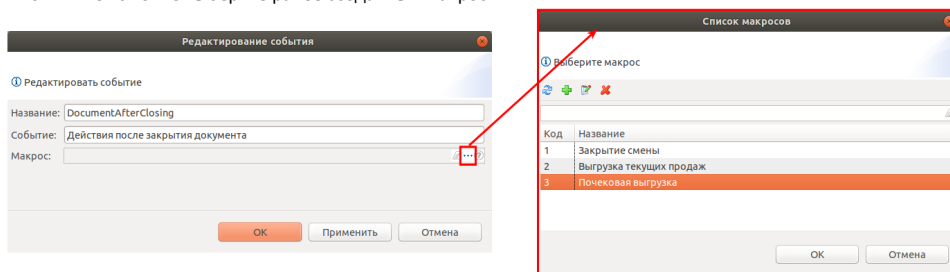 Редактирование события
Редактировать событие
Название: DocumentAfterClosing
Событие: Действия после закрытия документа
Макрос:
ОК Применить Отмена
Список макросов
Выберите макрос
Код Название
1 Закрытие смены
2 Выгрузка текущих продаж
3 Почековая выгрузка
ОК Отмена